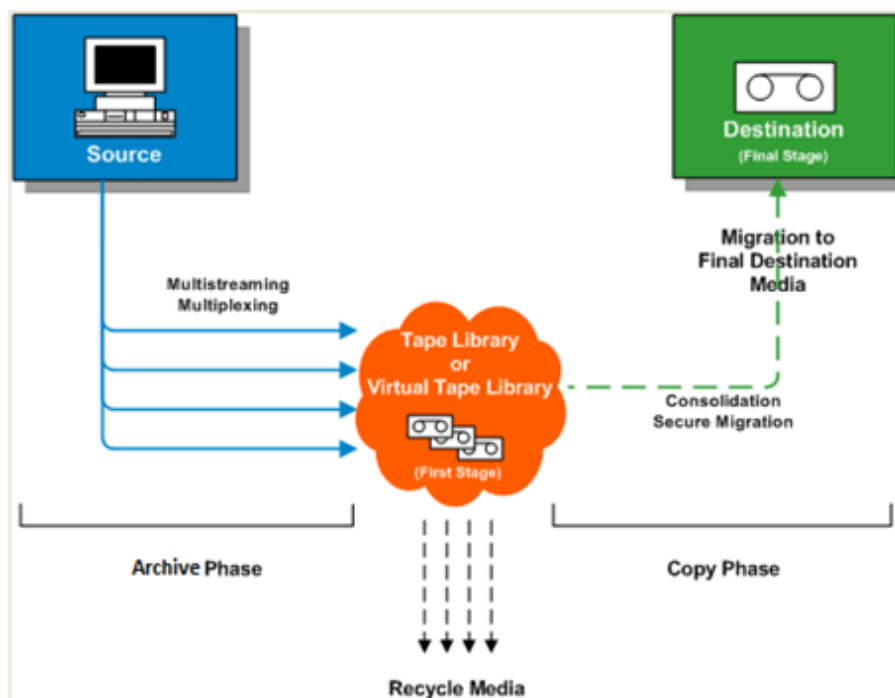 Source
Destination
(Final Stage)
Migration to
Final Destination
Media
Multistreaming
Multiplexing
Tape Library
or
Virtual Tape Library
(First Stage)
Consolidation
Secure Migration
Archive Phase
Copy Phase
Recycle Media